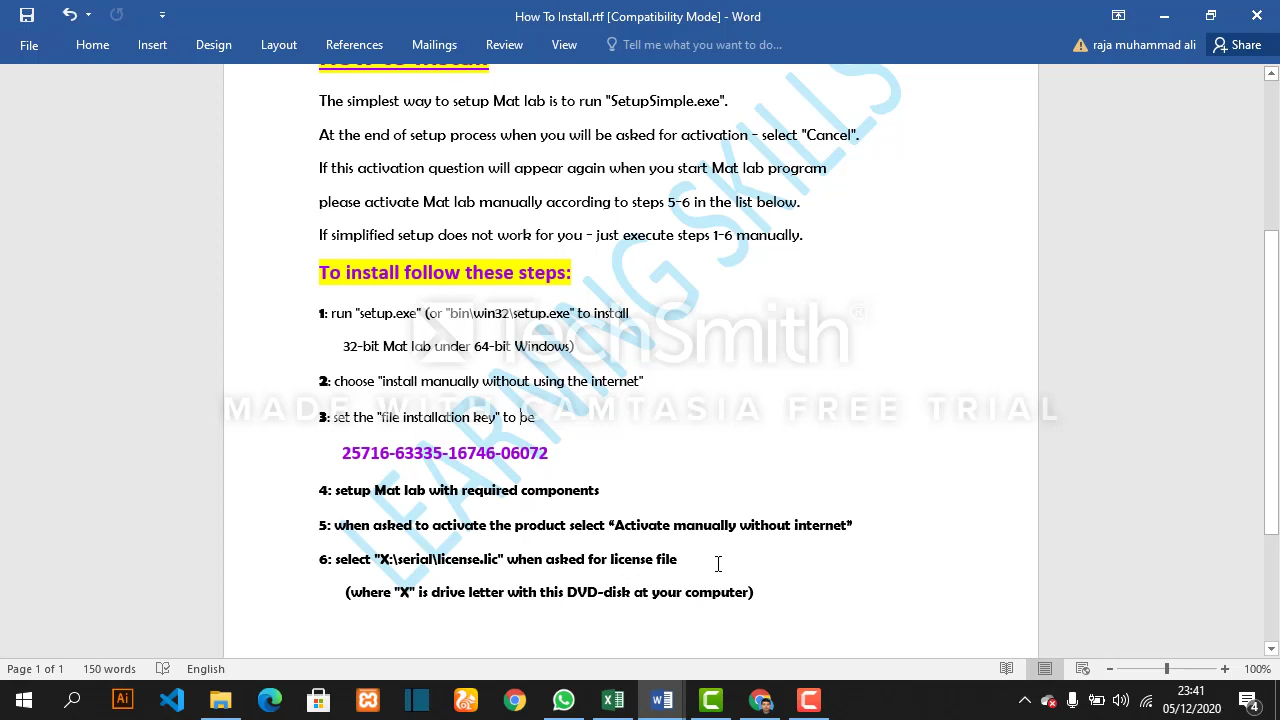 How To Install.rtf [Compatibility Mode] - Word
File Home Insert Design Layout References Mailings Review View Tell me what you want to do... raja muhammad ali Share
How to install
The simplest way to setup Mat lab is to run "SetupSimple.exe".
At the end of setup process when you will be asked for activation - select "Cancel".
If this activation question will appear again when you start Mat lab program
please activate Mat lab manually according to steps 5-6 in the list below.
If simplified setup does not work for you - just execute steps 1-6 manually.
To install follow these steps:
1: run "setup.exe" (or "bin\win32\setup.exe" to install
32-bit Mat lab under 64-bit Windows)
2: choose "install manually without using the internet"
3: set the "file installation key" to be
25716-63335-16746-06072
4: setup Mat lab with required components
5: when asked to activate the product select “Activate manually without internet”
6: select "X:\serial\license.lic" when asked for license file
(where "X" is drive letter with this DVD-disk at your computer)
LEARNING SKILLS
TechSmith®
MADE WITH CAMTASIA FREE TRIAL
Page 1 of 1 150 words English 100%
Ai
23:41
05/12/2020
4